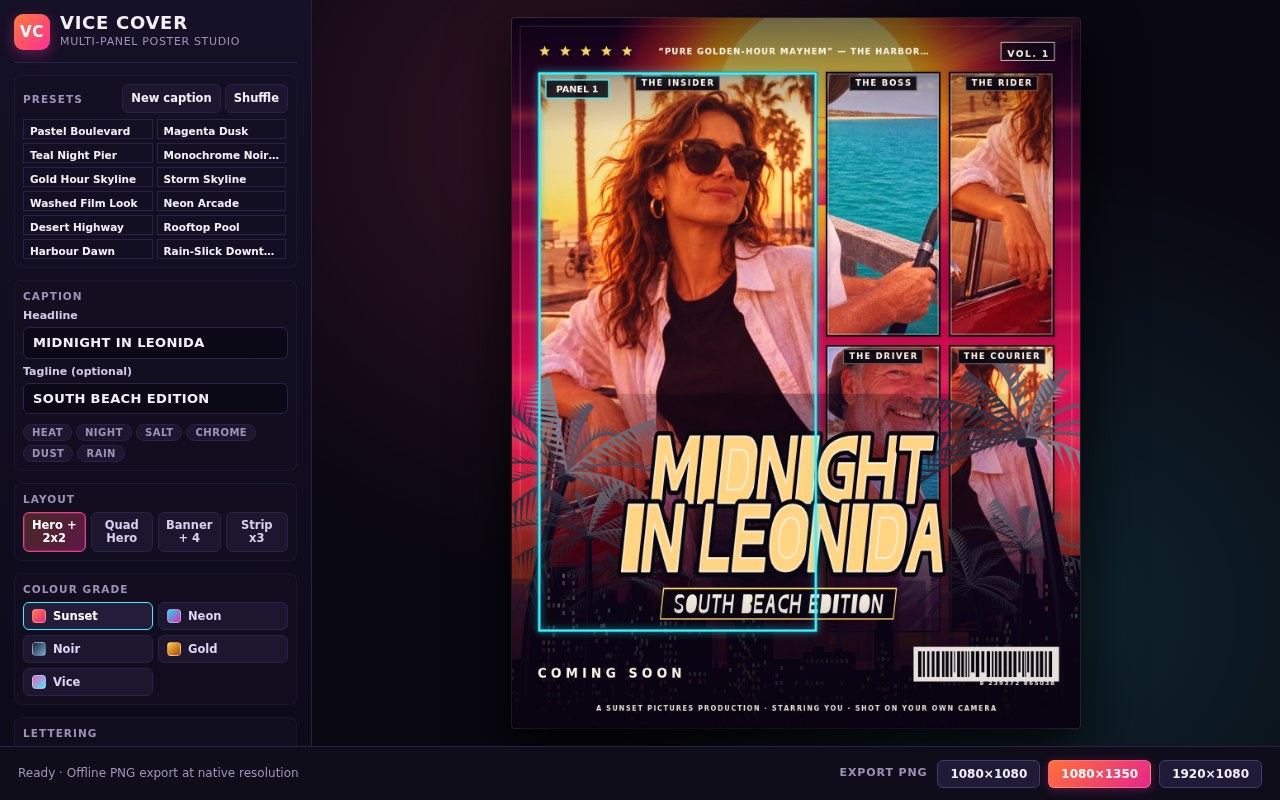 VC
VICE COVER
MULTI-PANEL POSTER STUDIO
PRESETS
New caption
Shuffle
Pastel Boulevard
Magenta Dusk
Teal Night Pier
Monochrome Noir…
Gold Hour Skyline
Storm Skyline
Washed Film Look
Neon Arcade
Desert Highway
Rooftop Pool
Harbour Dawn
Rain-Slick Downt…
CAPTION
Headline
MIDNIGHT IN LEONIDA
Tagline (optional)
SOUTH BEACH EDITION
HEAT NIGHT SALT CHROME
DUST RAIN
LAYOUT
Hero +
2x2
Quad
Hero
Banner
+ 4
Strip
x3
COLOUR GRADE
Sunset
Neon
Noir
Gold
Vice
LETTERING
★ ★ ★ ★ ★
“PURE GOLDEN-HOUR MAYHEM” — THE HARBOR…
VOL. 1
PANEL 1
THE INSIDER
THE BOSS
THE RIDER
THE DRIVER
THE COURIER
MIDNIGHT
IN LEONIDA
SOUTH BEACH EDITION
COMING SOON
A SUNSET PICTURES PRODUCTION · STARRING YOU · SHOT ON YOUR OWN CAMERA
Ready · Offline PNG export at native resolution
EXPORT PNG
1080×1080
1080×1350
1920×1080